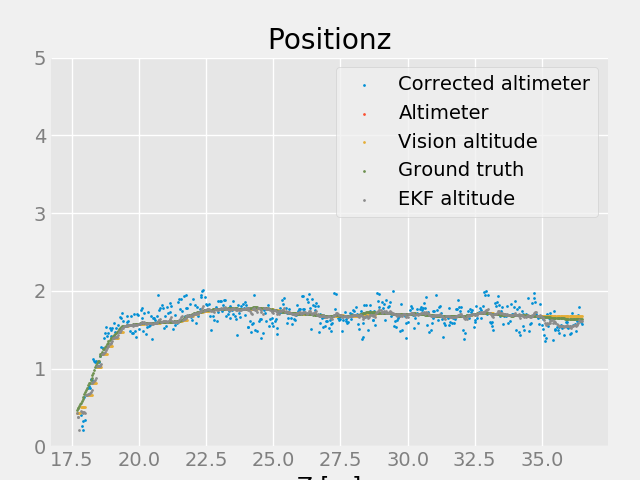 Positionz
Corrected altimeter
Altimeter
Vision altitude
Ground truth
EKF altitude
5
4
3
2
1
0
17.5 20.0 22.5 25.0 27.5 30.0 32.5 35.0